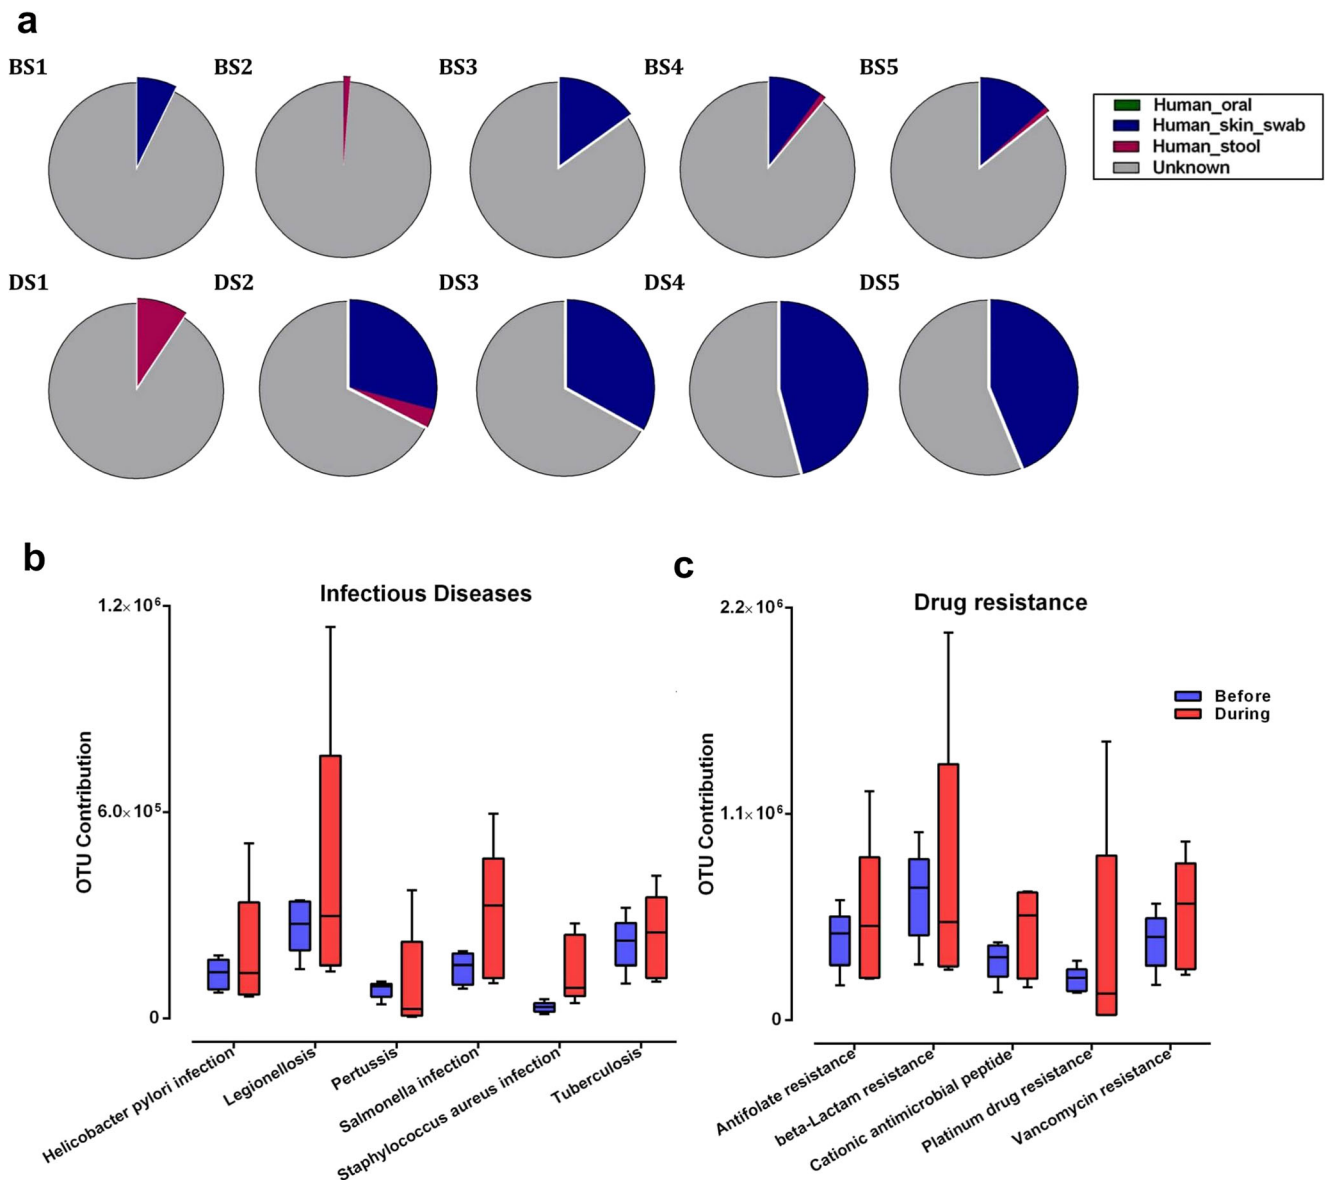 a
BS1 BS2 BS3 BS4 BS5
Human_oral
Human_skin_swab
Human_stool
Unknown
DS1 DS2 DS3 DS4 DS5
b
Infectious Diseases
1.2×10⁶
6.0×10⁵
0
OTU Contribution
Helicobacter pylori infection
Legionellosis
Pertussis
Salmonella infection
Staphylococcus aureus infection
Tuberculosis
c
Drug resistance
2.2×10⁶
1.1×10⁶
0
OTU Contribution
Before
During
Antifolate resistance
beta-Lactam resistance
Cationic antimicrobial peptide
Platinum drug resistance
Vancomycin resistance